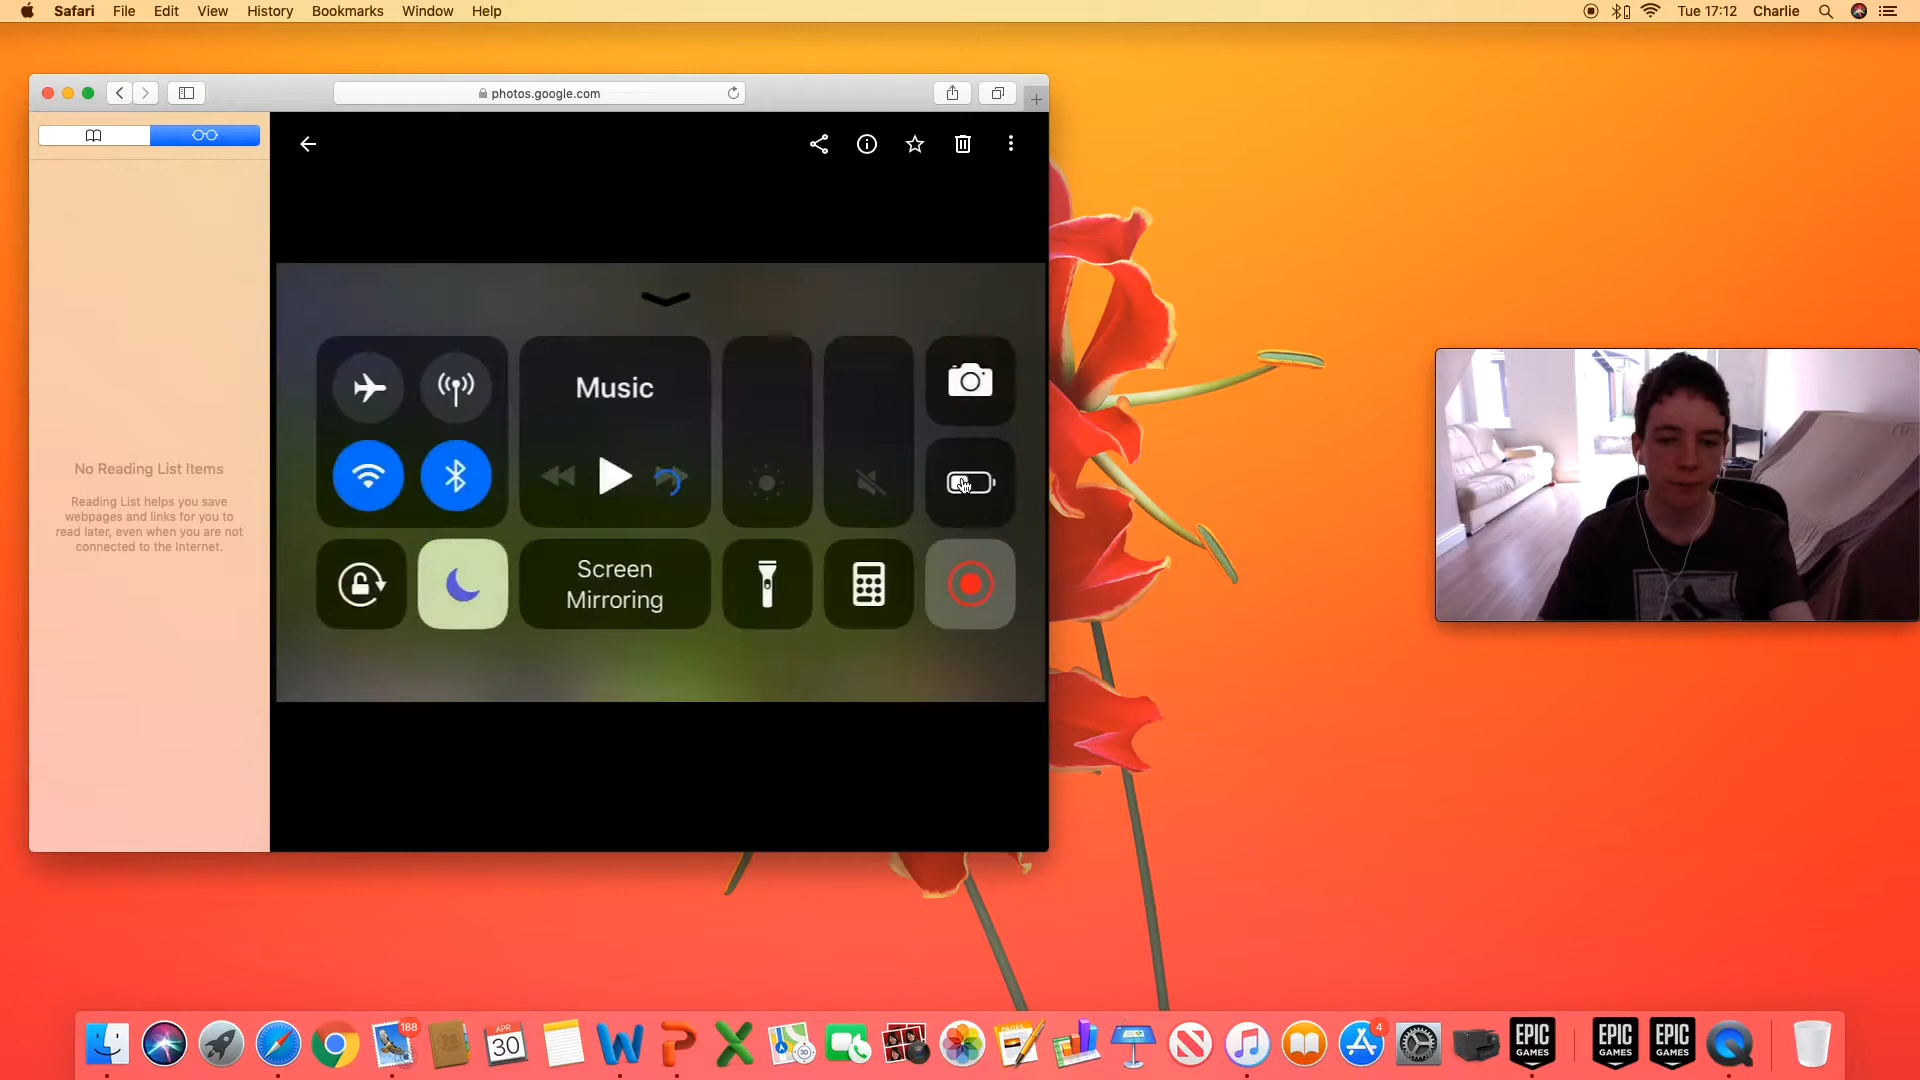 Safari File Edit View History Bookmarks Window Help
Tue 17:12 Charlie
photos.google.com
No Reading List Items
Reading List helps you save
webpages and links for you to
read later, even when you are not
connected to the Internet.
Music
Screen
Mirroring
188
APR
30
PAGES
4
EPIC
GAMES
EPIC
GAMES
EPIC
GAMES